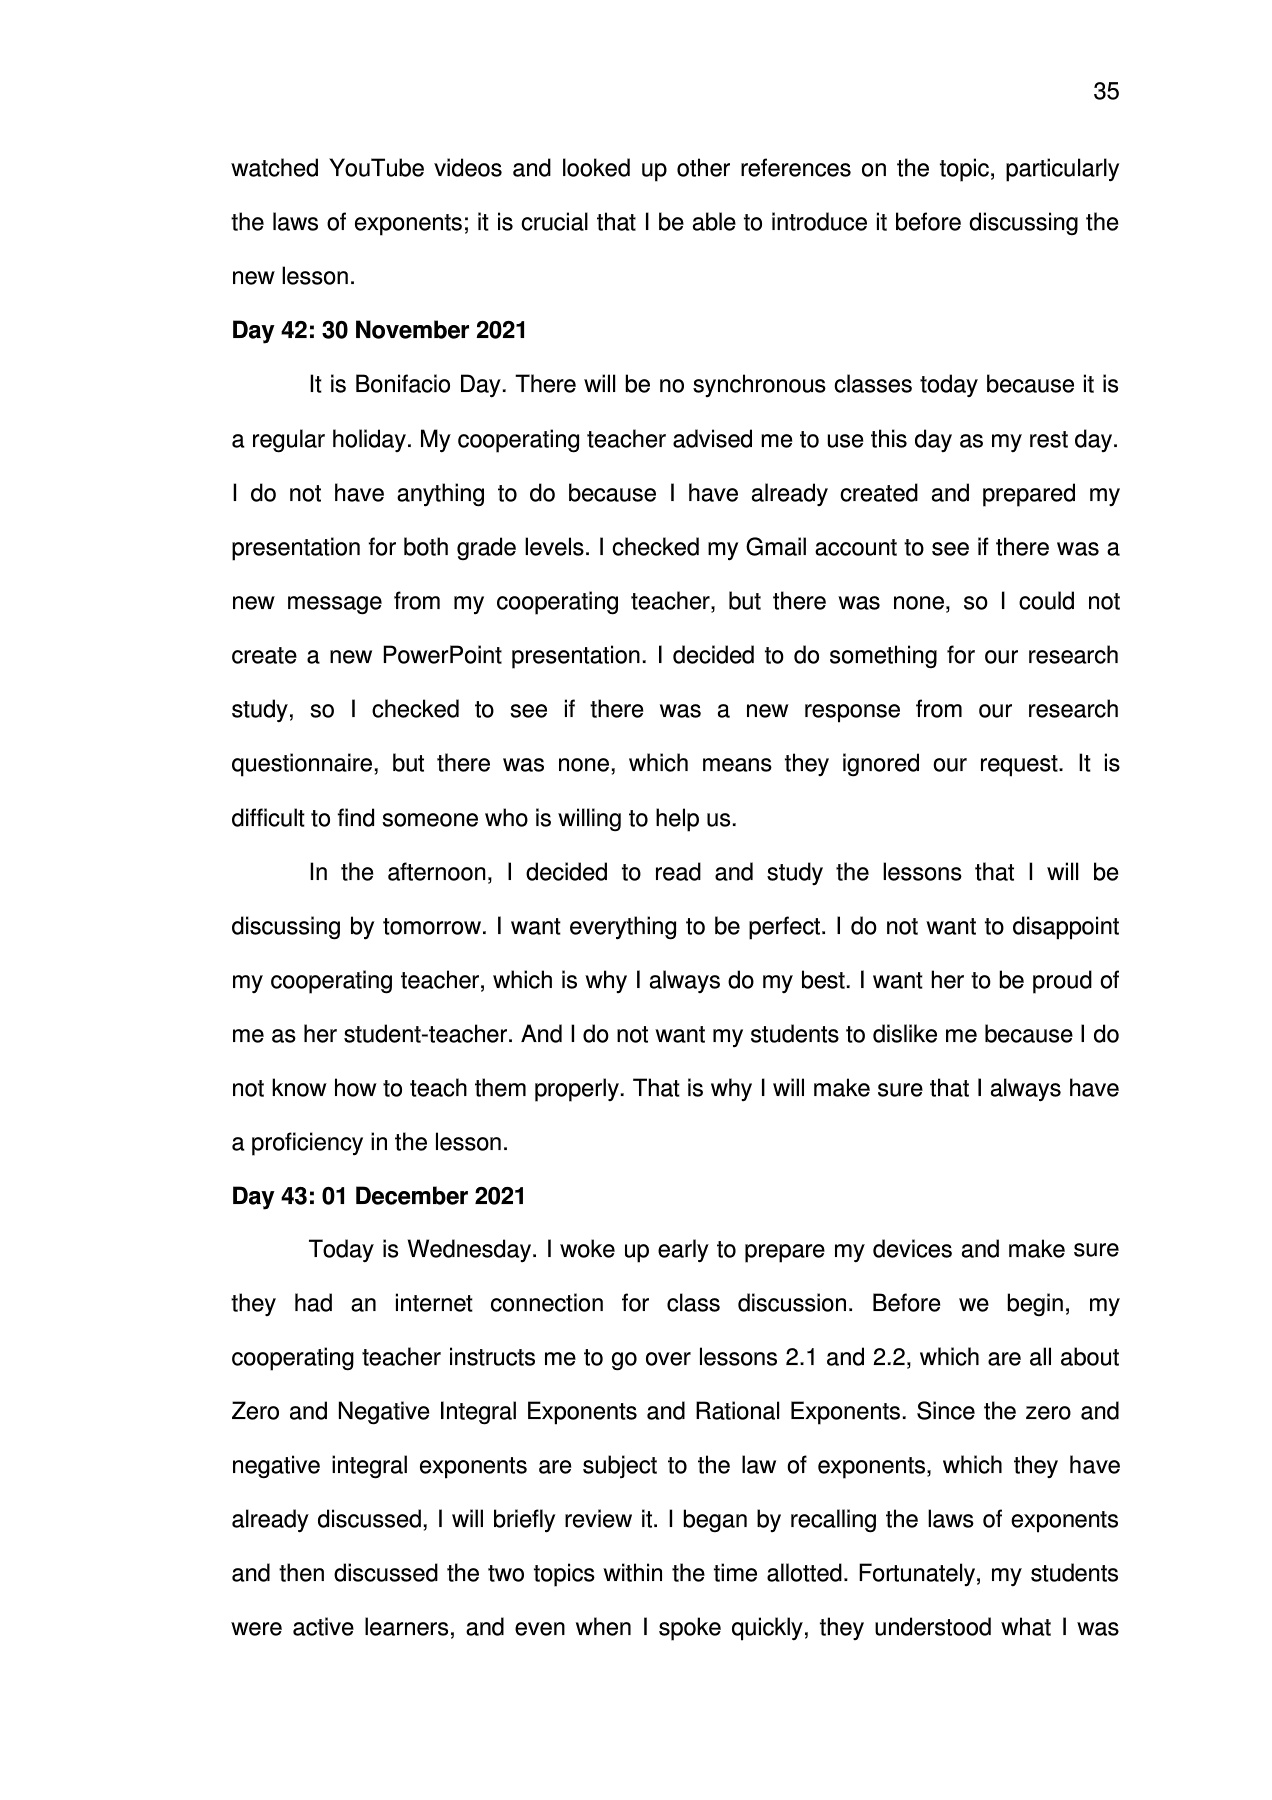 35
watched YouTube videos and looked up other references on the topic, particularly
the laws of exponents; it is crucial that I be able to introduce it before discussing the
new lesson.
Day 42: 30 November 2021
It is Bonifacio Day. There will be no synchronous classes today because it is
a regular holiday. My cooperating teacher advised me to use this day as my rest day.
I do not have anything to do because I have already created and prepared my
presentation for both grade levels. I checked my Gmail account to see if there was a
new message from my cooperating teacher, but there was none, so I could not
create a new PowerPoint presentation. I decided to do something for our research
study, so I checked to see if there was a new response from our research
questionnaire, but there was none, which means they ignored our request. It is
difficult to find someone who is willing to help us.
In the afternoon, I decided to read and study the lessons that I will be
discussing by tomorrow. I want everything to be perfect. I do not want to disappoint
my cooperating teacher, which is why I always do my best. I want her to be proud of
me as her student-teacher. And I do not want my students to dislike me because I do
not know how to teach them properly. That is why I will make sure that I always have
a proficiency in the lesson.
Day 43: 01 December 2021
Today is Wednesday. I woke up early to prepare my devices and make sure
they had an internet connection for class discussion. Before we begin, my
cooperating teacher instructs me to go over lessons 2.1 and 2.2, which are all about
Zero and Negative Integral Exponents and Rational Exponents. Since the zero and
negative integral exponents are subject to the law of exponents, which they have
already discussed, I will briefly review it. I began by recalling the laws of exponents
and then discussed the two topics within the time allotted. Fortunately, my students
were active learners, and even when I spoke quickly, they understood what I was